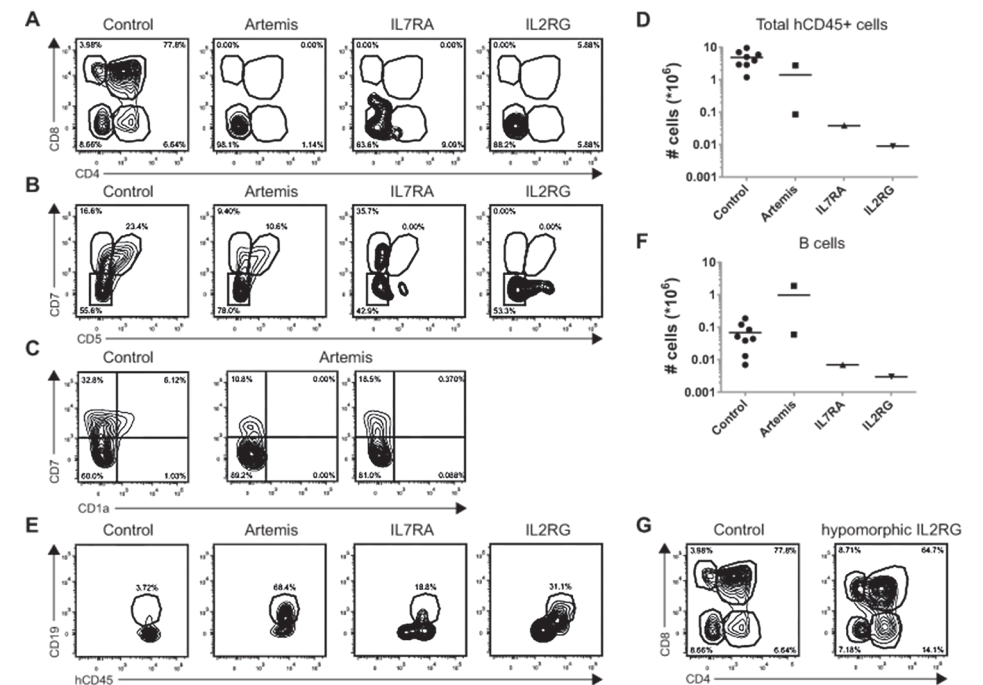 A
Control
Artemis
IL7RA
IL2RG
3.98% 77.8%
0.00% 0.00%
0.00% 0.00%
0.00% 5.88%
8.66% 6.64%
98.1% 1.14%
63.6% 9.09%
88.2% 5.88%
CD8
CD4
B
Control
Artemis
IL7RA
IL2RG
16.6%
23.4%
9.40%
10.6%
35.7%
0.00%
0.00%
0.00%
55.6%
78.0%
42.9%
53.3%
CD7
CD5
C
Control
Artemis
32.8% 6.12%
10.8% 0.00%
18.5% 0.370%
60.0% 1.03%
89.2% 0.00%
81.0% 0.088%
CD7
CD1a
D
Total hCD45+ cells
# cells (*10⁶)
10
1
0.1
0.01
0.001
Control
Artemis
IL7RA
IL2RG
F
B cells
# cells (*10⁶)
10
1
0.1
0.01
0.001
Control
Artemis
IL7RA
IL2RG
E
Control
Artemis
IL7RA
IL2RG
3.72%
68.4%
18.8%
31.1%
CD19
hCD45
G
Control
hypomorphic IL2RG
3.98% 77.8%
8.71% 64.7%
8.66% 6.64%
7.18% 14.1%
CD8
CD4